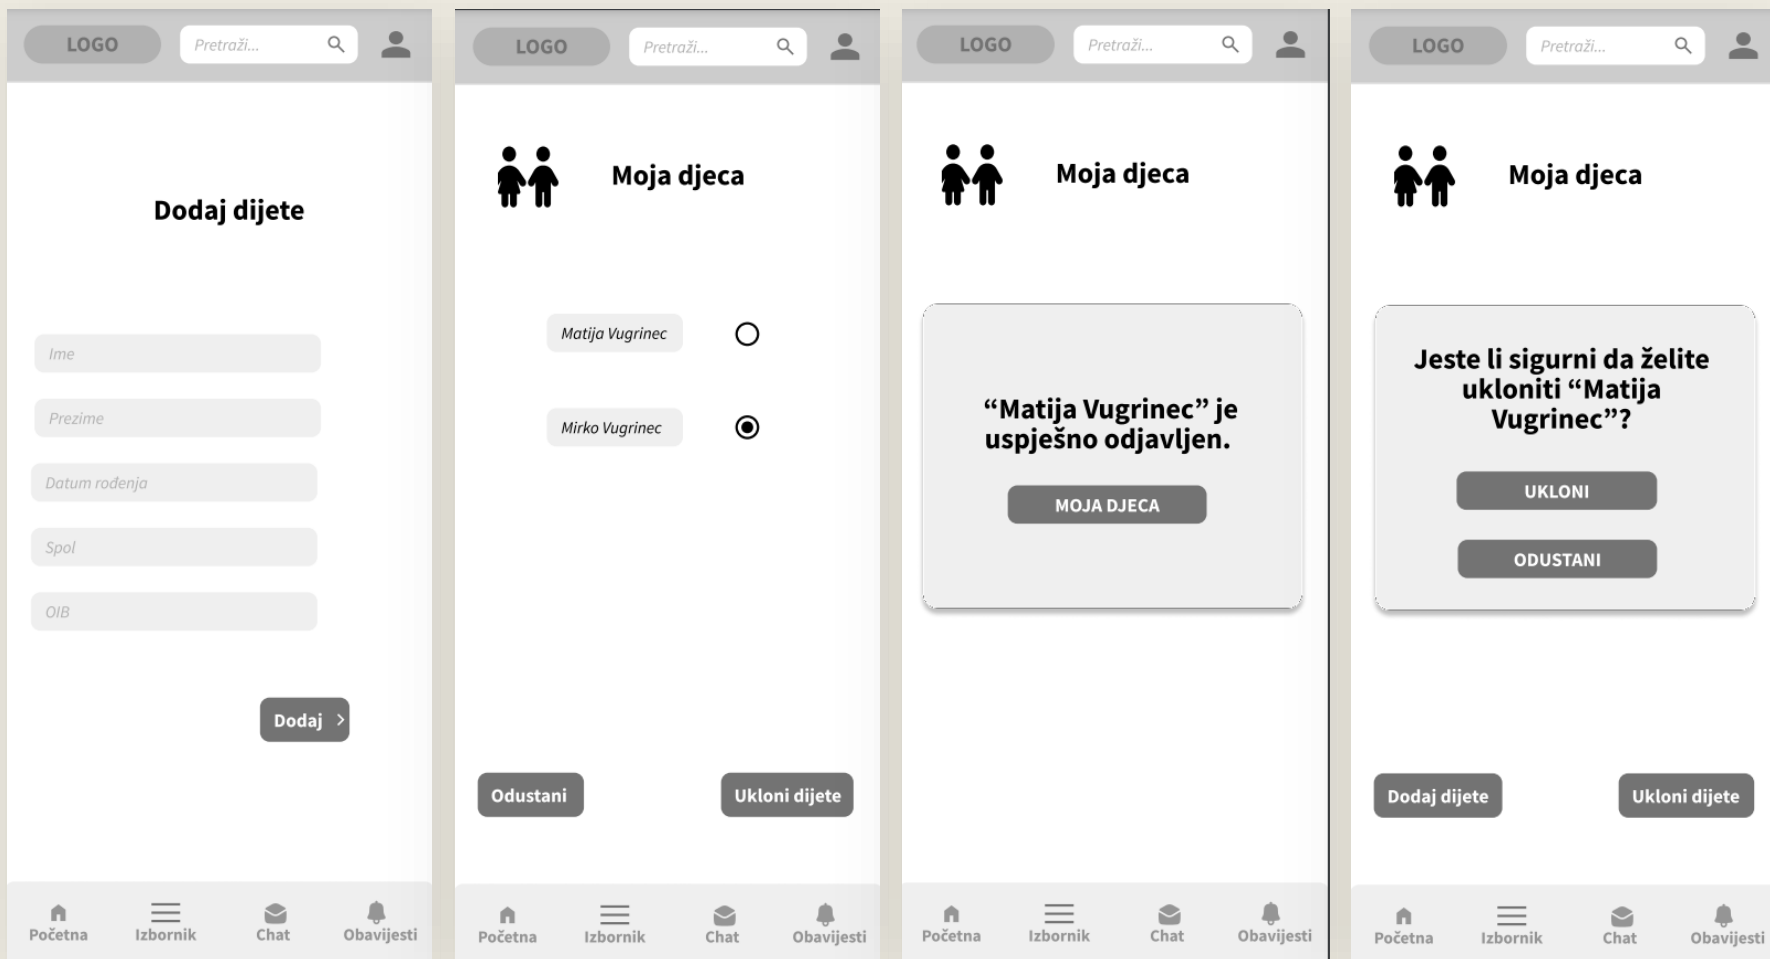 LOGO
Pretraži...
Dodaj dijete
Ime
Prezime
Datum rođenja
Spol
OIB
Dodaj
Početna
Izbornik
Chat
Obavijesti
LOGO
Pretraži...
Moja djeca
Matija Vugrinec
Mirko Vugrinec
Odustani
Ukloni dijete
Početna
Izbornik
Chat
Obavijesti
LOGO
Pretraži...
Moja djeca
“Matija Vugrinec” je
uspješno odjavljen.
MOJA DJECA
Početna
Izbornik
Chat
Obavijesti
LOGO
Pretraži...
Moja djeca
Jeste li sigurni da želite
ukloniti “Matija
Vugrinec”?
UKLONI
ODUSTANI
Dodaj dijete
Ukloni dijete
Početna
Izbornik
Chat
Obavijesti